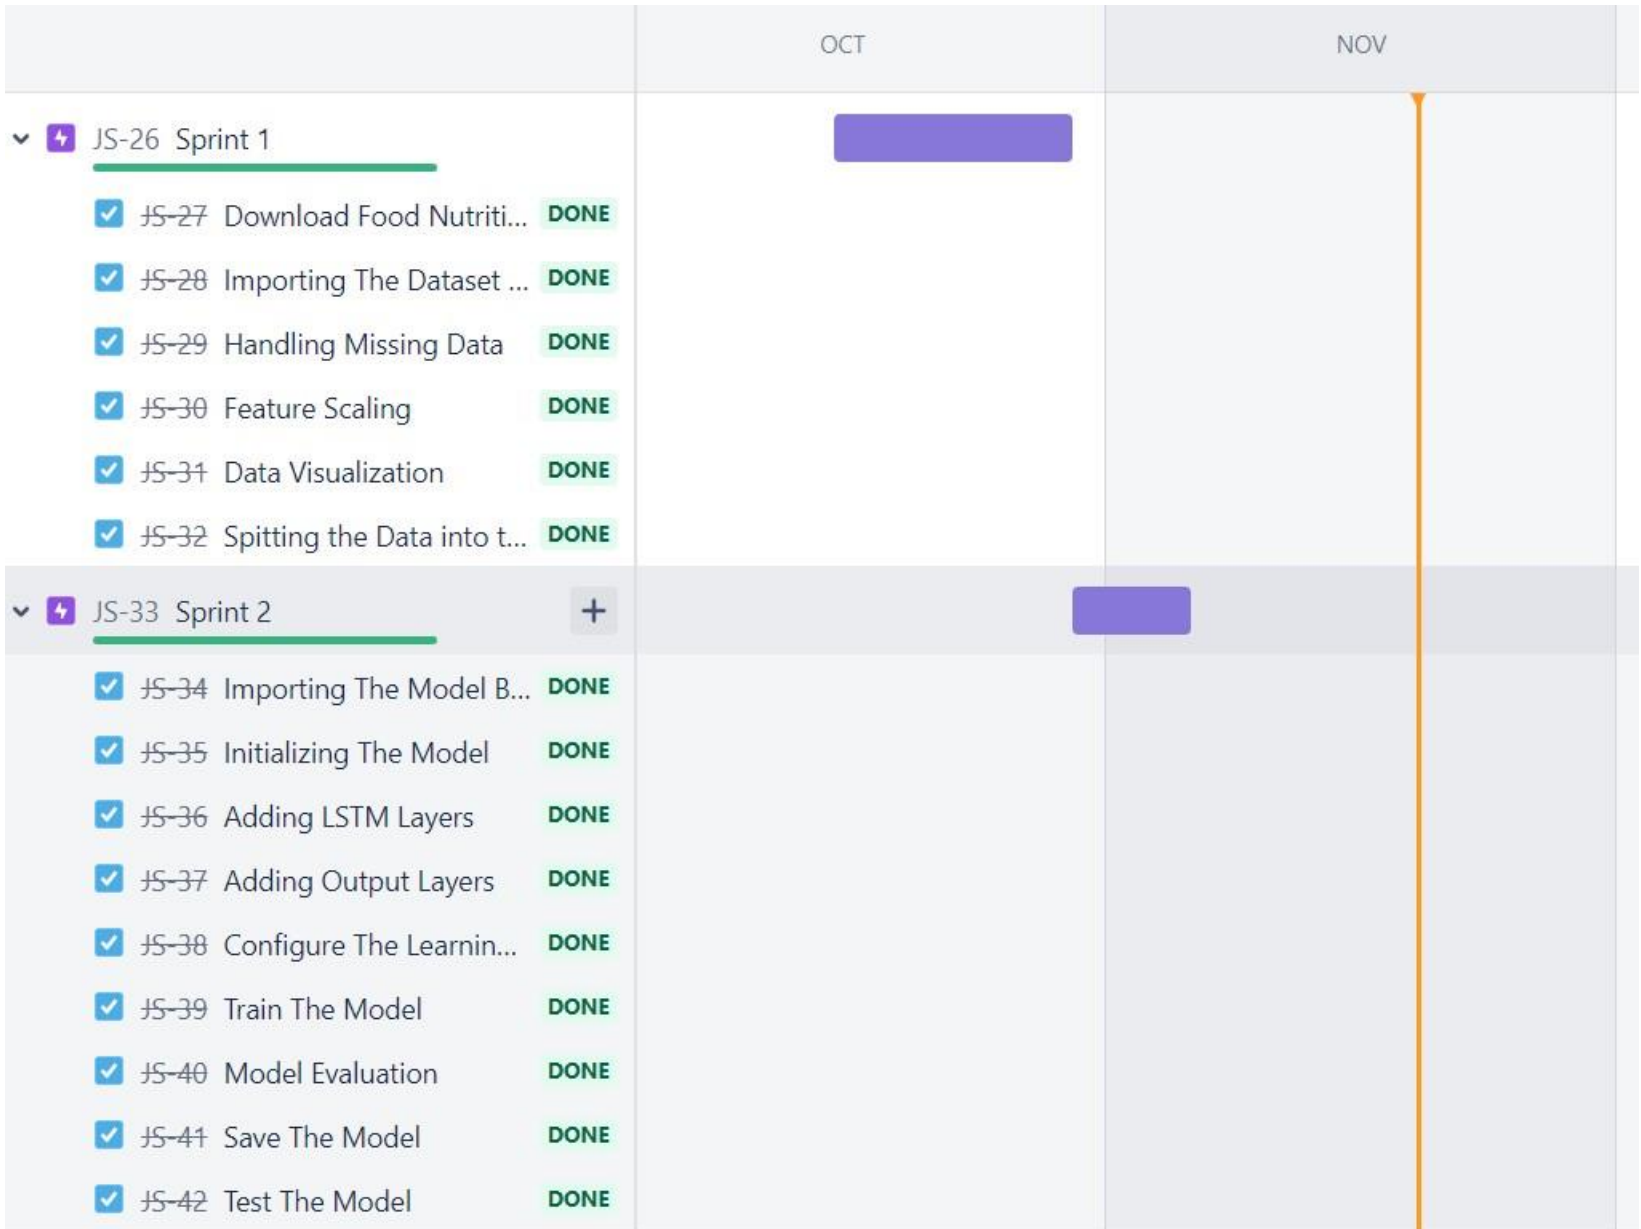 OCT NOV
JS-26 Sprint 1
JS-27 Download Food Nutriti... DONE
JS-28 Importing The Dataset ... DONE
JS-29 Handling Missing Data DONE
JS-30 Feature Scaling DONE
JS-31 Data Visualization DONE
JS-32 Spitting the Data into t... DONE
JS-33 Sprint 2 +
JS-34 Importing The Model B... DONE
JS-35 Initializing The Model DONE
JS-36 Adding LSTM Layers DONE
JS-37 Adding Output Layers DONE
JS-38 Configure The Learnin... DONE
JS-39 Train The Model DONE
JS-40 Model Evaluation DONE
JS-41 Save The Model DONE
JS-42 Test The Model DONE